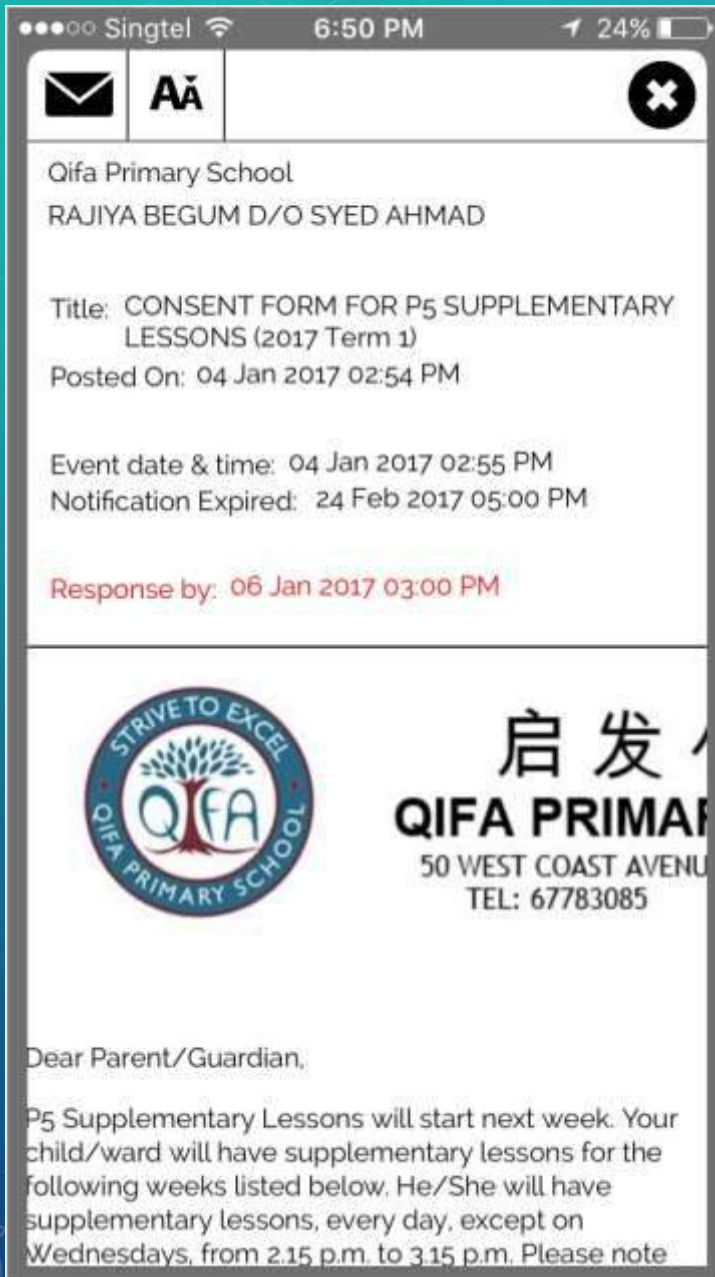 Singtel 6:50 PM 24%
AA
Qifa Primary School
RAJIYA BEGUM D/O SYED AHMAD
Title: CONSENT FORM FOR P5 SUPPLEMENTARY
LESSONS (2017 Term 1)
Posted On: 04 Jan 2017 02:54 PM
Event date & time: 04 Jan 2017 02:55 PM
Notification Expired: 24 Feb 2017 05:00 PM
Response by: 06 Jan 2017 03:00 PM
STRIVE TO EXCEL
QIFA
QIFA PRIMARY SCHOOL
启发
QIFA PRIMAR
50 WEST COAST AVENU
TEL: 67783085
Dear Parent/Guardian,
P5 Supplementary Lessons will start next week. Your
child/ward will have supplementary lessons for the
following weeks listed below. He/She will have
supplementary lessons, every day, except on
Wednesdays, from 2.15 p.m. to 3.15 p.m. Please note